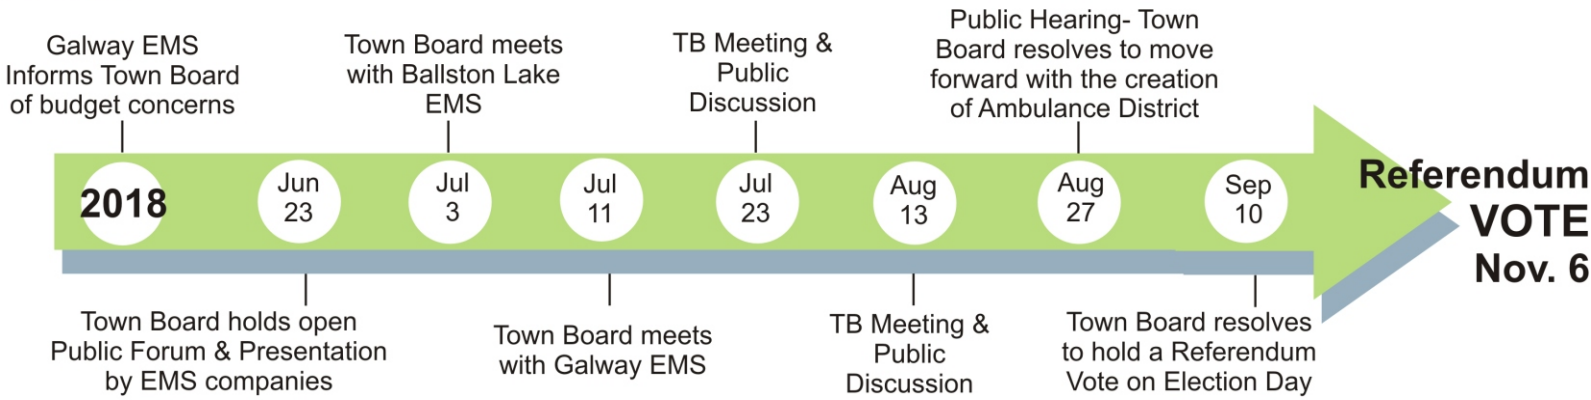 Galway EMS
Informs Town Board
of budget concerns
Town Board meets
with Ballston Lake
EMS
TB Meeting &
Public
Discussion
Public Hearing- Town
Board resolves to move
forward with the creation
of Ambulance District
2018
Jun
23
Jul
3
Jul
11
Jul
23
Aug
13
Aug
27
Sep
10
Referendum
VOTE
Nov. 6
Town Board holds open
Public Forum & Presentation
by EMS companies
Town Board meets
with Galway EMS
TB Meeting &
Public
Discussion
Town Board resolves
to hold a Referendum
Vote on Election Day